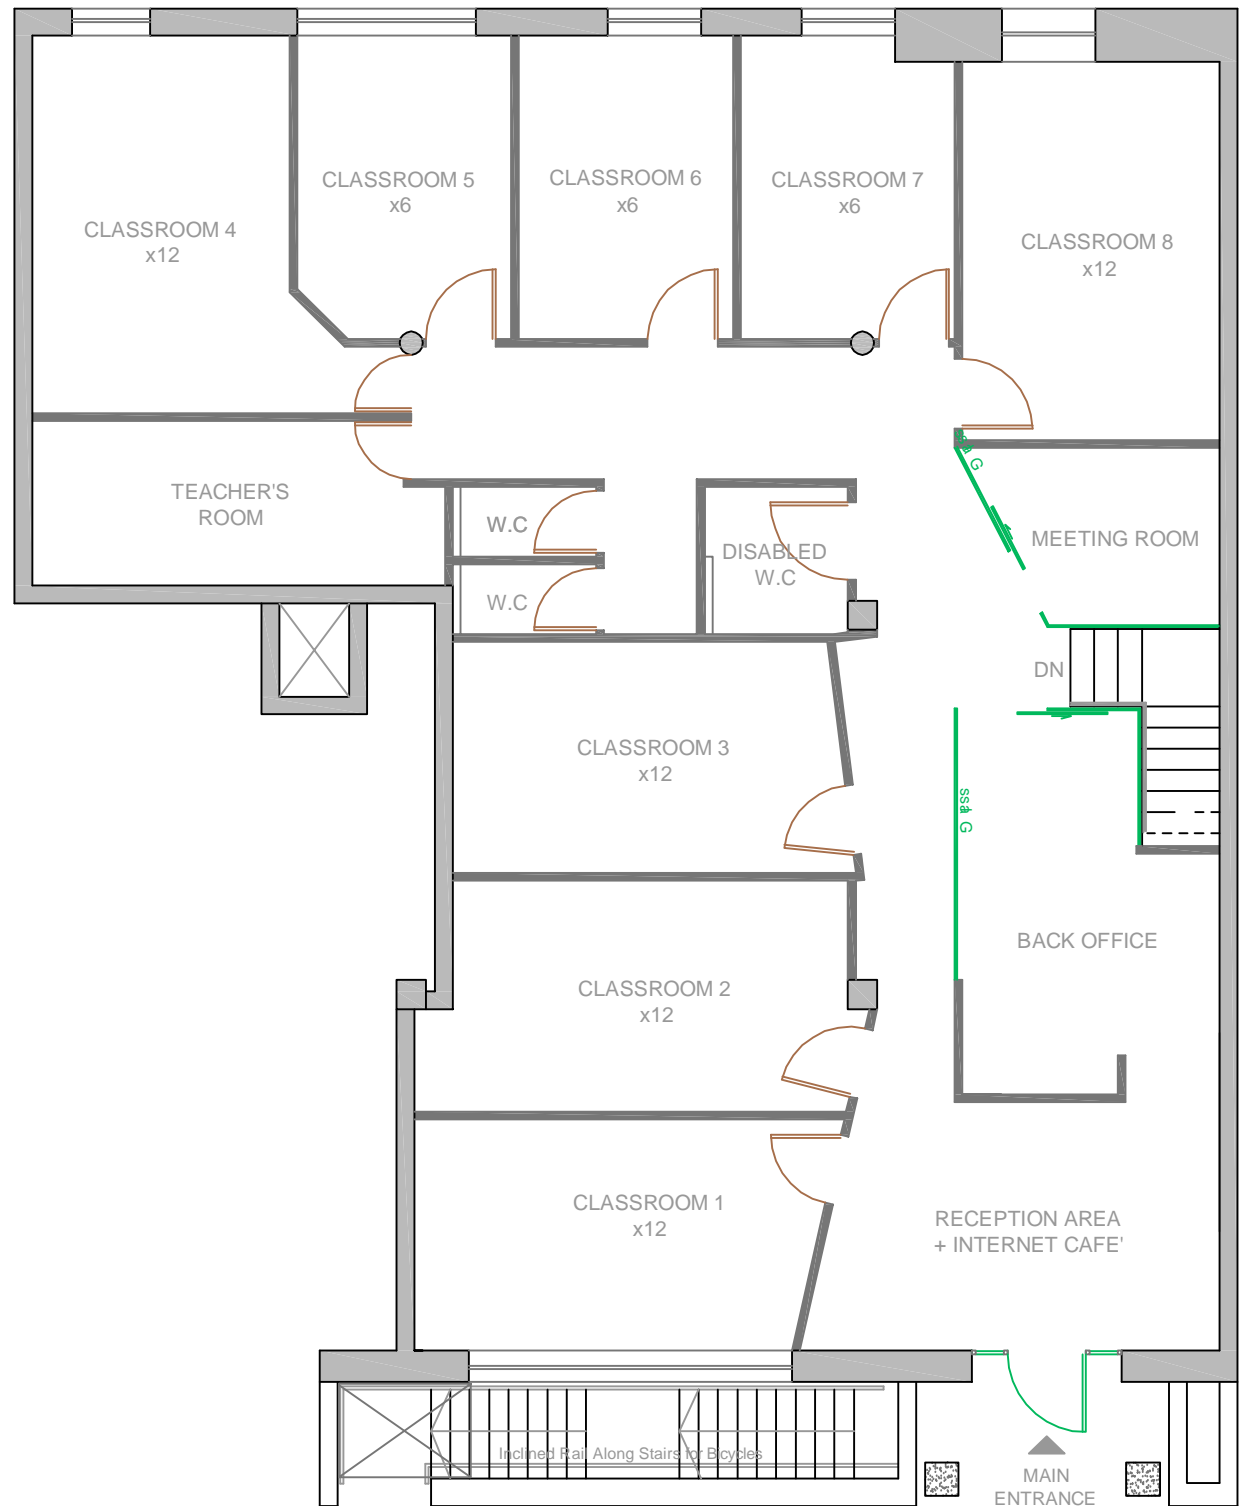 CLASSROOM 5
x6
CLASSROOM 6
x6
CLASSROOM 7
x6
CLASSROOM 4
x12
CLASSROOM 8
x12
ssa G
TEACHER'S
ROOM
W.C
DISABLED
W.C
MEETING ROOM
W.C
DN
CLASSROOM 3
x12
ssa G
BACK OFFICE
CLASSROOM 2
x12
CLASSROOM 1
x12
RECEPTION AREA
+ INTERNET CAFE'
Inclined Rail Along Stairs for Bicycles
MAIN
ENTRANCE